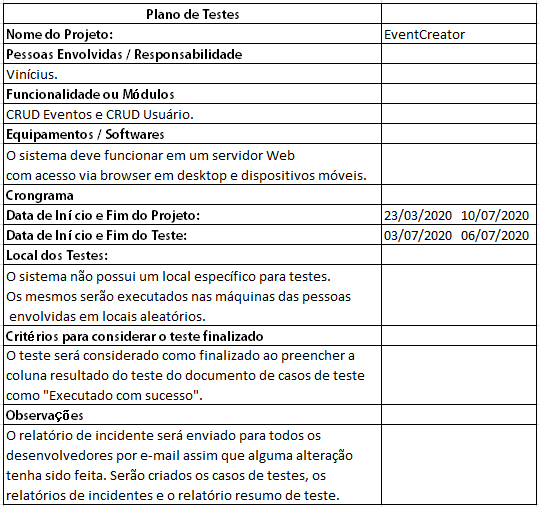 Plano de Testes
Nome do Projeto: EventCreator
Pessoas Envolvidas / Responsabilidade
Vinícius.
Funcionalidade ou Módulos
CRUD Eventos e CRUD Usuário.
Equipamentos / Softwares
O sistema deve funcionar em um servidor Web
com acesso via browser em desktop e dispositivos móveis.
Crongrama
Data de Início e Fim do Projeto: 23/03/2020 10/07/2020
Data de Início e Fim do Teste: 03/07/2020 06/07/2020
Local dos Testes:
O sistema não possui um local específico para testes.
Os mesmos serão executados nas máquinas das pessoas
envolvidas em locais aleatórios.
Critérios para considerar o teste finalizado
O teste será considerado como finalizado ao preencher a
coluna resultado do teste do documento de casos de teste
como "Executado com sucesso".
Observações
O relatório de incidente será enviado para todos os
desenvolvedores por e-mail assim que alguma alteração
tenha sido feita. Serão criados os casos de testes, os
relatórios de incidentes e o relatório resumo de teste.